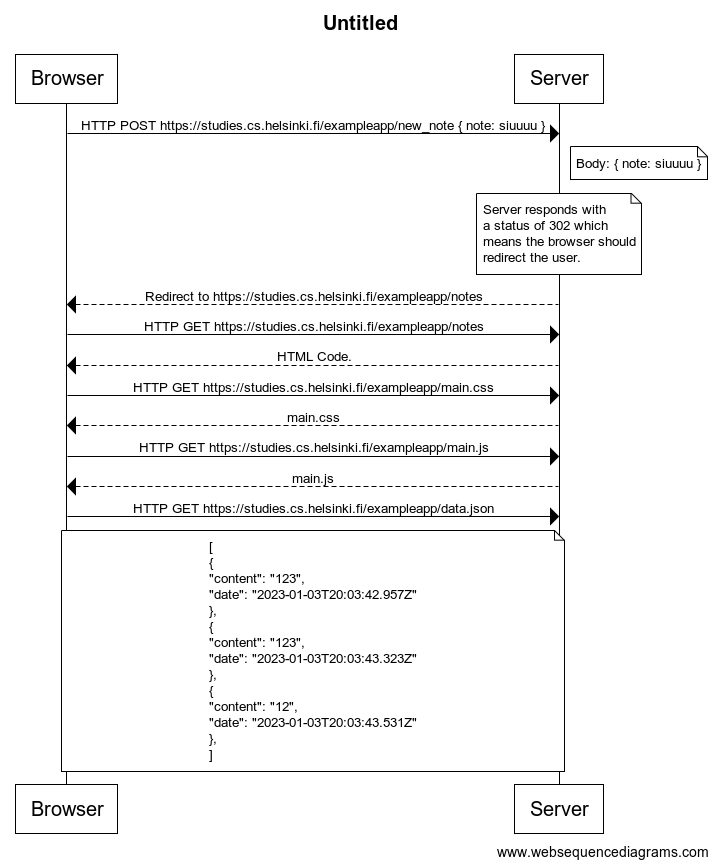 Untitled
Browser
Server
HTTP POST https://studies.cs.helsinki.fi/exampleapp/new_note { note: siuuuu }
Body: { note: siuuuu }
Server responds with
a status of 302 which
means the browser should
redirect the user.
Redirect to https://studies.cs.helsinki.fi/exampleapp/notes
HTTP GET https://studies.cs.helsinki.fi/exampleapp/notes
HTML Code.
HTTP GET https://studies.cs.helsinki.fi/exampleapp/main.css
main.css
HTTP GET https://studies.cs.helsinki.fi/exampleapp/main.js
main.js
HTTP GET https://studies.cs.helsinki.fi/exampleapp/data.json
[
{
"content": "123",
"date": "2023-01-03T20:03:42.957Z"
},
{
"content": "123",
"date": "2023-01-03T20:03:43.323Z"
},
{
"content": "12",
"date": "2023-01-03T20:03:43.531Z"
},
]
Browser
Server
www.websequencediagrams.com